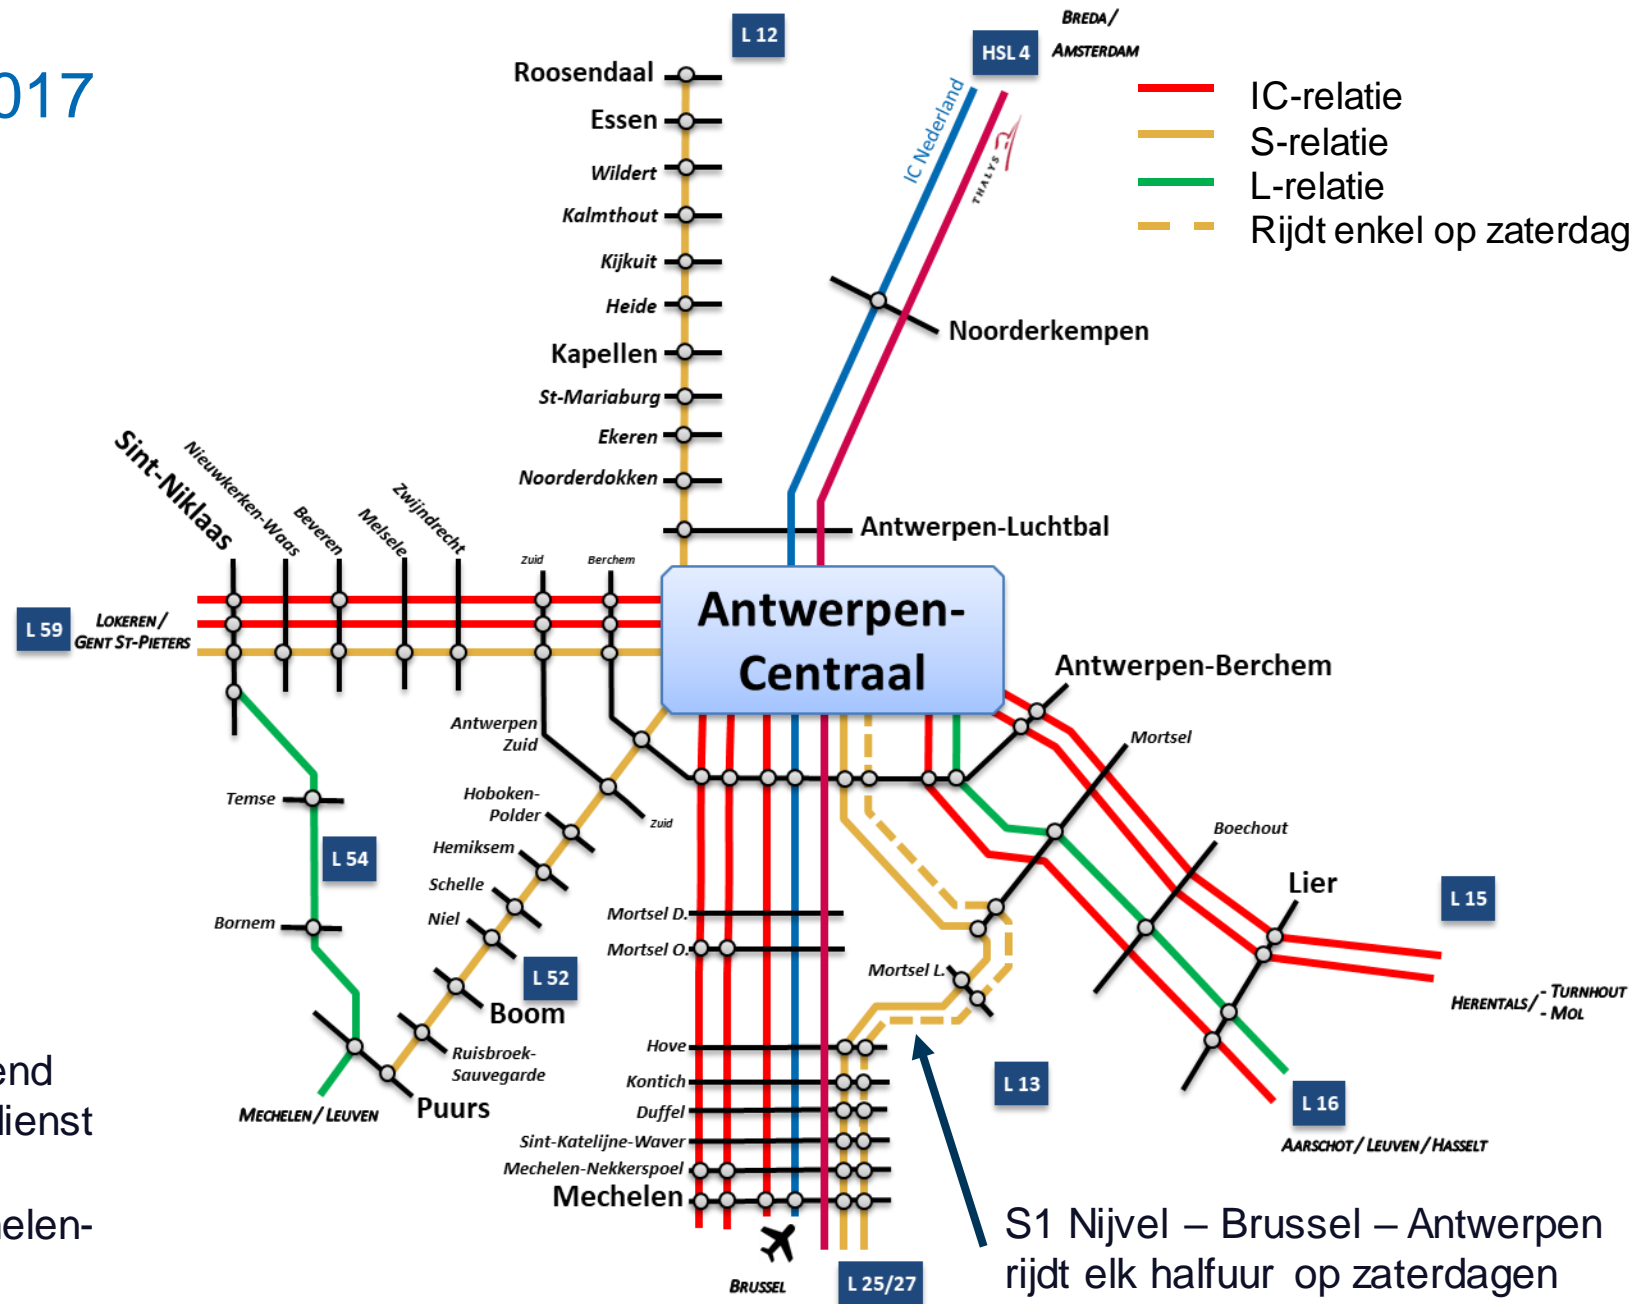 017
L 12
BREDA/
AMSTERDAM
HSL 4
Roosendaal
Essen
Wildert
Kalmthout
Kijkuit
Heide
Kapellen
St-Mariaburg
Ekeren
Noorderdokken
IC Nederland
THALYS
IC-relatie
S-relatie
L-relatie
Rijdt enkel op zaterdag
Noorderkempen
Antwerpen-Luchtbal
Sint-Niklaas
Nieuwkerken-Waas
Beveren
Melsele
Zwijndrecht
Zuid
Berchem
L 59
LOKEREN/
GENT ST-PIETERS
Antwerpen-
Centraal
Antwerpen-Berchem
Mortsel
Boechout
Lier
L 15
HERENTALS/
- TURNHOUT
- MOL
Antwerpen
Zuid
Zuid
Hoboken-
Polder
Hemiksem
Schelle
Niel
L 52
Boom
Ruisbroek-
Sauvegarde
Puurs
Temse
L 54
Bornem
MECHELEN/LEUVEN
Mortsel D.
Mortsel O.
Mortsel L.
Hove
Kontich
Duffel
Sint-Katelijne-Waver
Mechelen-Nekkerspoel
Mechelen
L 13
L 16
AARSCHOT/LEUVEN/HASSELT
BRUSSEL
L 25/27
S1 Nijvel – Brussel – Antwerpen
rijdt elk halfuur op zaterdagen
end
dienst
helen-